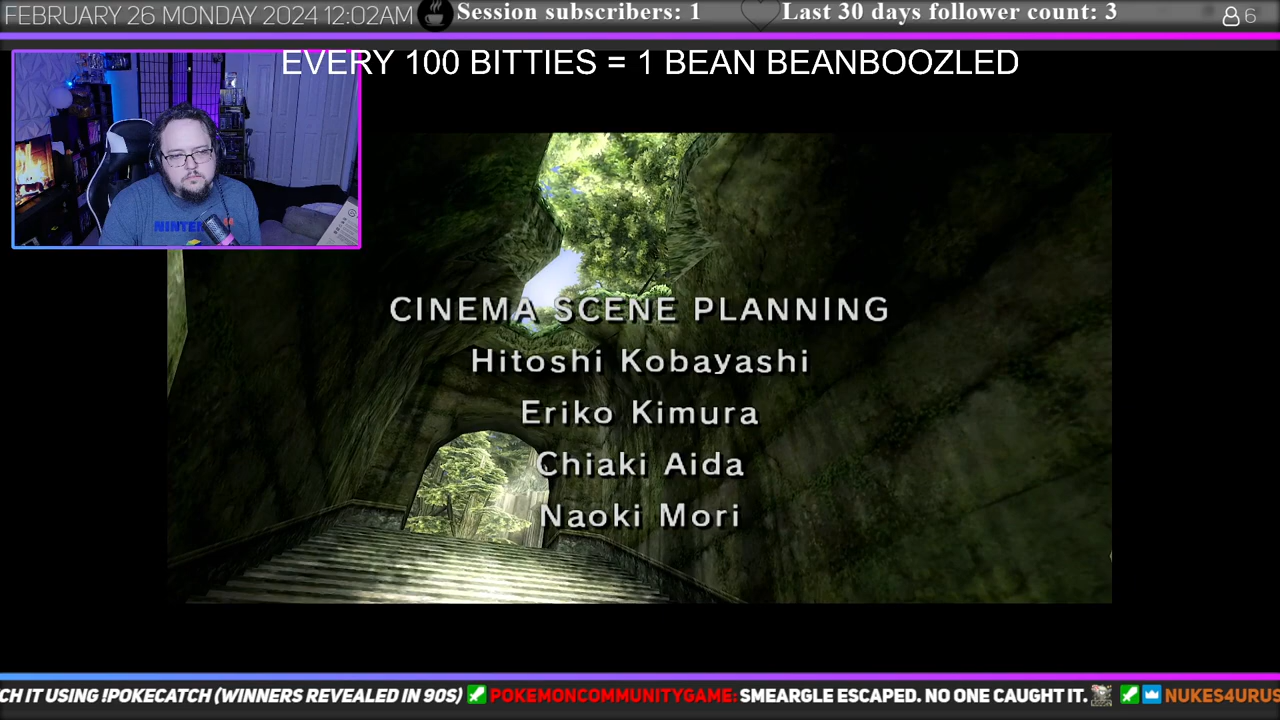 FEBRUARY 26 MONDAY 2024 12:02AM Session subscribers: 1 Last 30 days follower count: 3 6
EVERY 100 BITTIES = 1 BEAN BEANBOOZLED
CINEMA SCENE PLANNING
Hitoshi Kobayashi
Eriko Kimura
Chiaki Aida
Naoki Mori
CH IT USING !POKECATCH (WINNERS REVEALED IN 90S) POKEMONCOMMUNITYGAME: SMEARGLE ESCAPED. NO ONE CAUGHT IT. NUKES4URUS